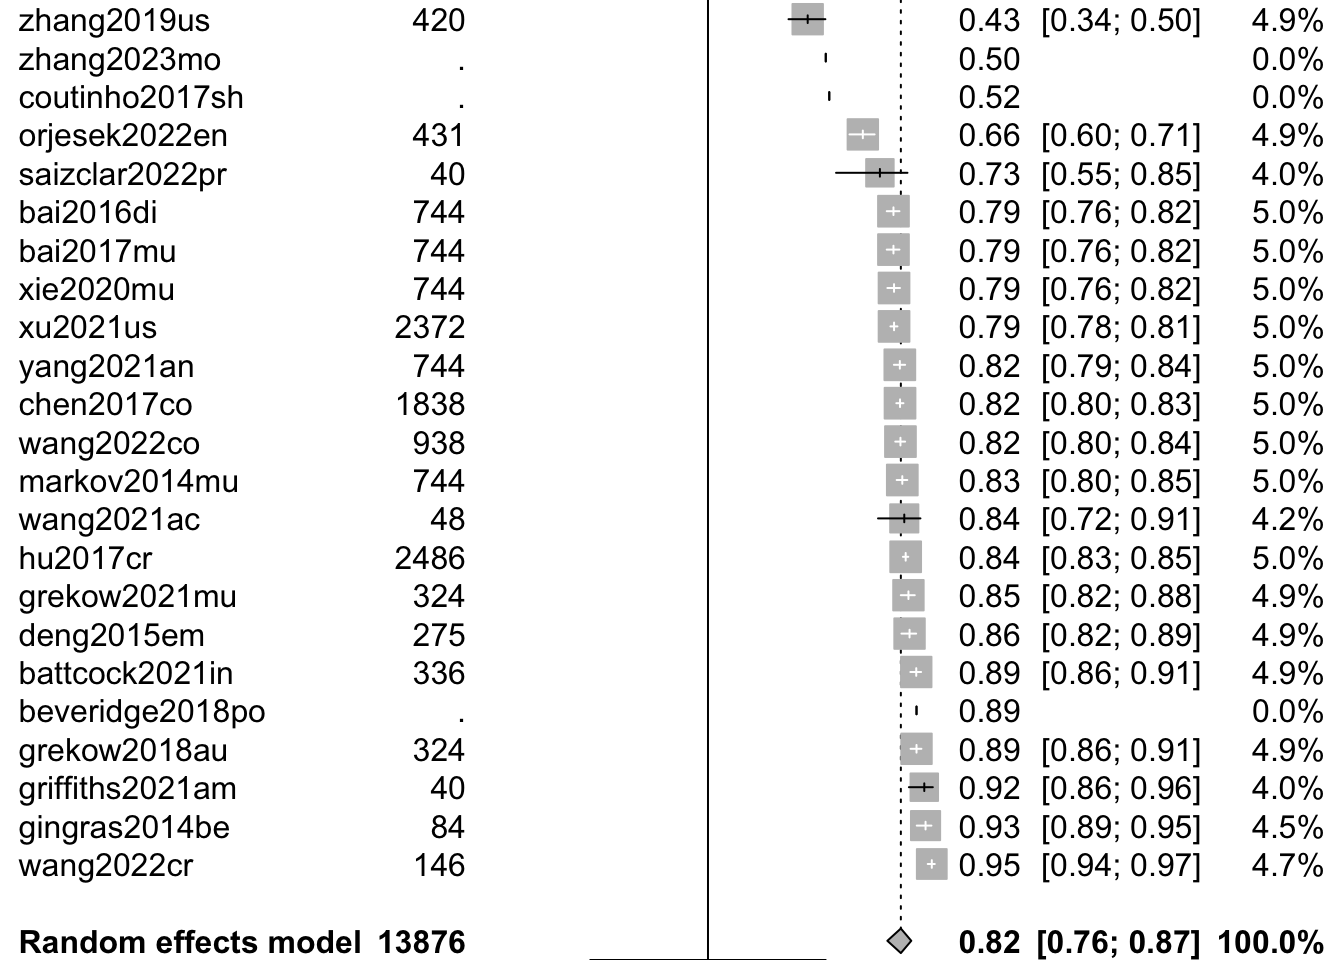 zhang2019us 420 0.43 [0.34; 0.50] 4.9%
zhang2023mo . 0.50 0.0%
coutinho2017sh . 0.52 0.0%
orjesek2022en 431 0.66 [0.60; 0.71] 4.9%
saizclar2022pr 40 0.73 [0.55; 0.85] 4.0%
bai2016di 744 0.79 [0.76; 0.82] 5.0%
bai2017mu 744 0.79 [0.76; 0.82] 5.0%
xie2020mu 744 0.79 [0.76; 0.82] 5.0%
xu2021us 2372 0.79 [0.78; 0.81] 5.0%
yang2021an 744 0.82 [0.79; 0.84] 5.0%
chen2017co 1838 0.82 [0.80; 0.83] 5.0%
wang2022co 938 0.82 [0.80; 0.84] 5.0%
markov2014mu 744 0.83 [0.80; 0.85] 5.0%
wang2021ac 48 0.84 [0.72; 0.91] 4.2%
hu2017cr 2486 0.84 [0.83; 0.85] 5.0%
grekow2021mu 324 0.85 [0.82; 0.88] 4.9%
deng2015em 275 0.86 [0.82; 0.89] 4.9%
battcock2021in 336 0.89 [0.86; 0.91] 4.9%
beveridge2018po . 0.89 0.0%
grekow2018au 324 0.89 [0.86; 0.91] 4.9%
griffiths2021am 40 0.92 [0.86; 0.96] 4.0%
gingras2014be 84 0.93 [0.89; 0.95] 4.5%
wang2022cr 146 0.95 [0.94; 0.97] 4.7%
Random effects model 13876 0.82 [0.76; 0.87] 100.0%